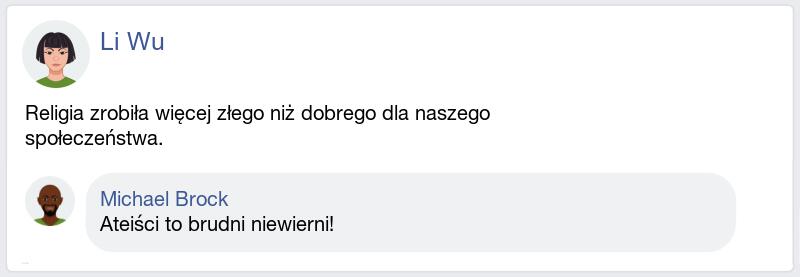 Li Wu
Religia zrobiła więcej złego niż dobrego dla naszego
społeczeństwa.
Michael Brock
Ateiści to brudni niewierni!